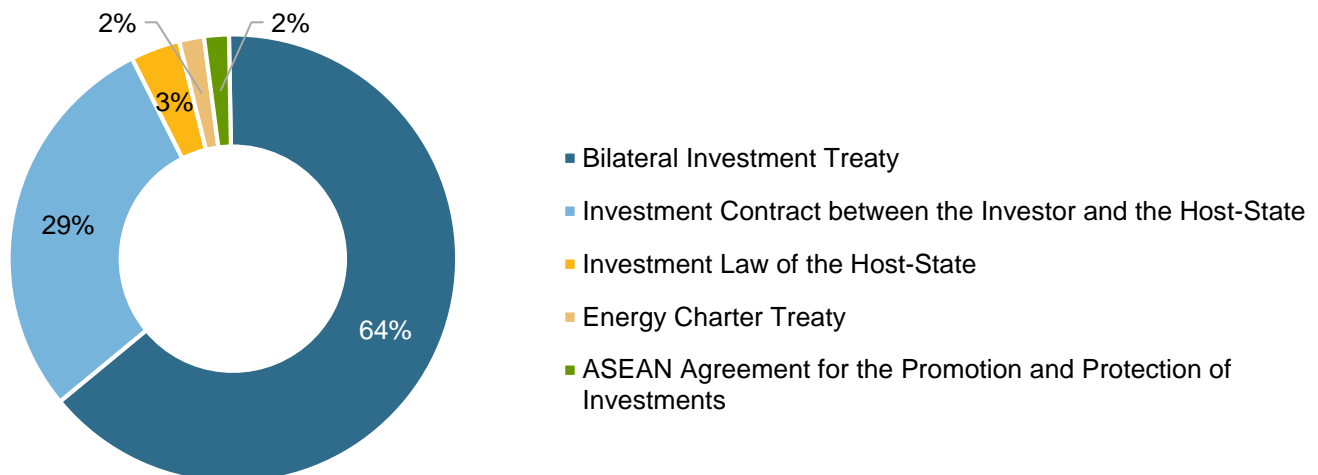 2%
2%
3%
29%
64%
Bilateral Investment Treaty
Investment Contract between the Investor and the Host-State
Investment Law of the Host-State
Energy Charter Treaty
ASEAN Agreement for the Promotion and Protection of
Investments